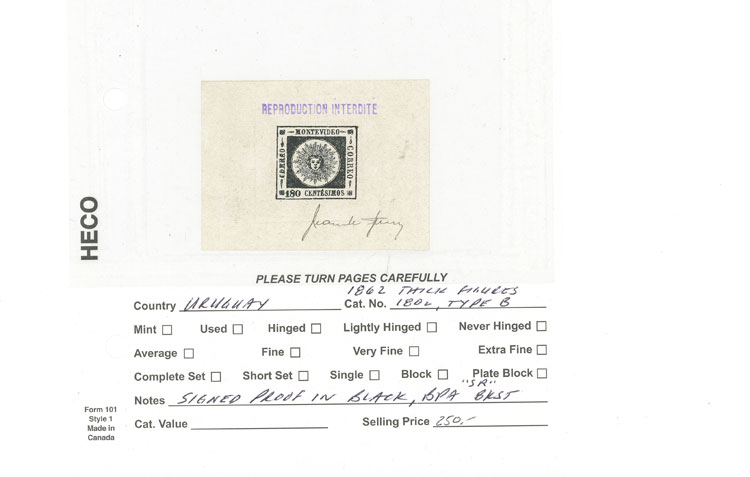 REPRODUCTION INTERDITE
MONTEVIDEO
CORREO
CORREO
180 CENTÉSIMOS
HECO
PLEASE TURN PAGES CAREFULLY
1862 THICK FIGURES
Country URUGUAY Cat. No. 180c, TYPE B
Mint Used Hinged Lightly Hinged Never Hinged
Average Fine Very Fine Extra Fine
Complete Set Short Set Single Block Plate Block
"SR"
Notes SIGNED PROOF IN BLACK, BPA BKST
Form 101
Style 1
Made in
Canada
Cat. Value Selling Price 250,-